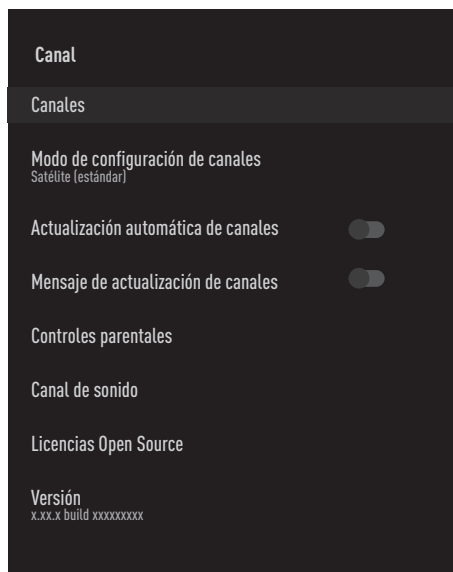 Canal
Canales
Modo de configuración de canales
Satélite (estándar)
Actualización automática de canales
Mensaje de actualización de canales
Controles parentales
Canal de sonido
Licencias Open Source
Versión
x.xx.x build xxxxxxxxx